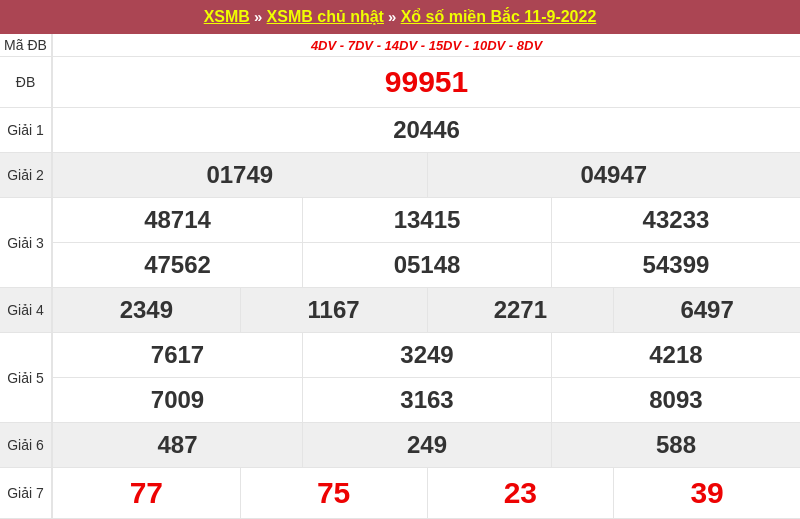 XSMB » XSMB chủ nhật » Xổ số miền Bắc 11-9-2022
Mã ĐB 4DV - 7DV - 14DV - 15DV - 10DV - 8DV
ĐB 99951
Giải 1 20446
Giải 2 01749 04947
Giải 3
48714 13415 43233
47562 05148 54399
Giải 4 2349 1167 2271 6497
Giải 5
7617 3249 4218
7009 3163 8093
Giải 6 487 249 588
Giải 7 77 75 23 39